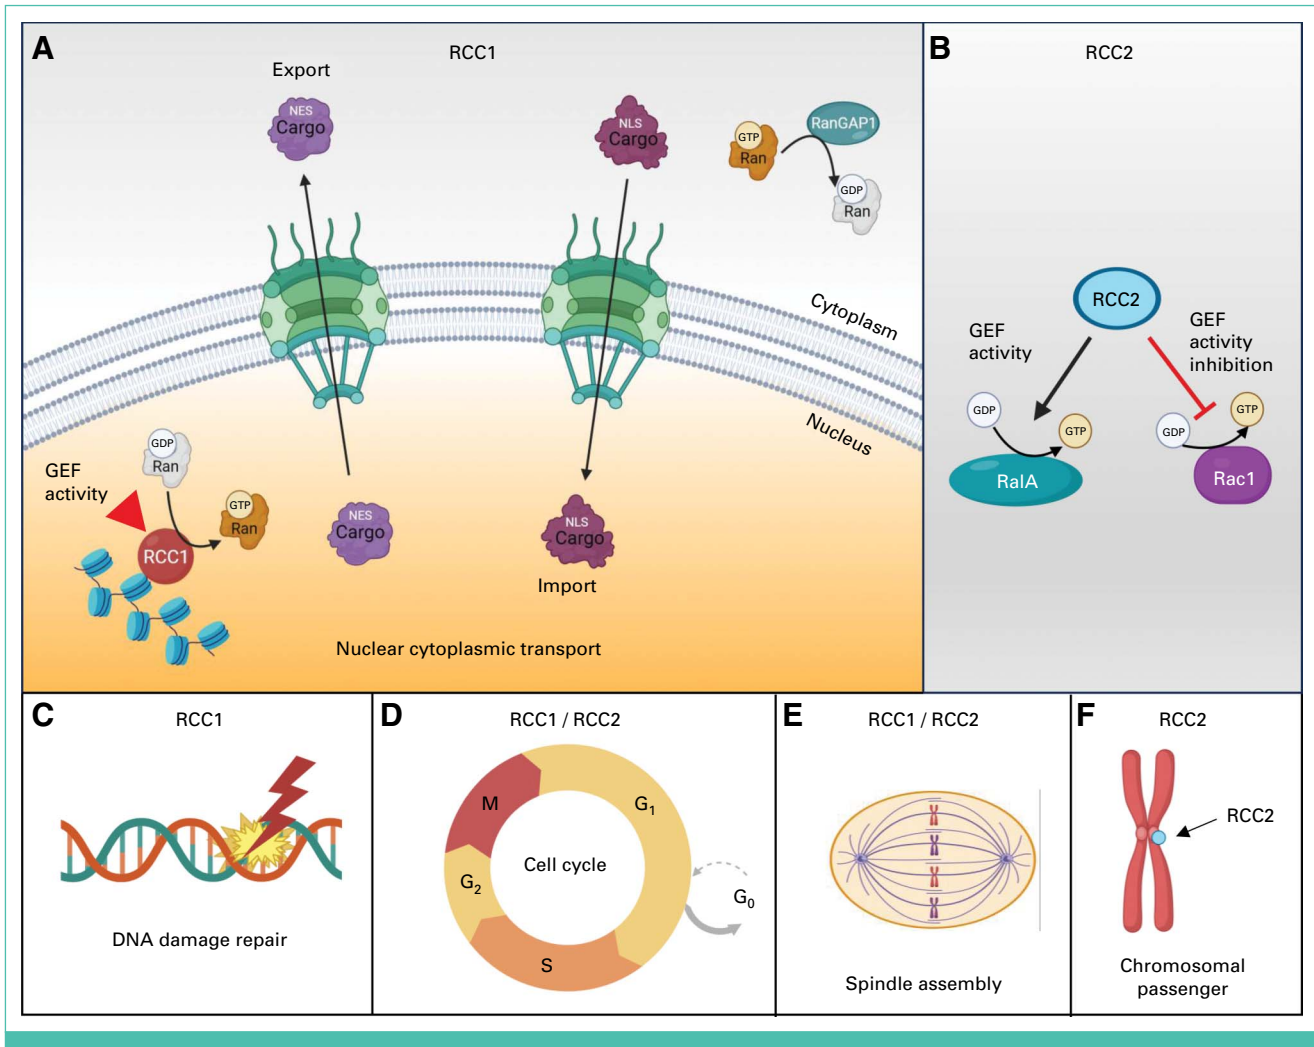 A
RCC1
Export
NES
Cargo
NLS
Cargo
GTP
Ran
RanGAP1
GDP
Ran
Cytoplasm
Nucleus
GEF
activity
GDP
Ran
GTP
Ran
RCC1
NES
Cargo
NLS
Cargo
Import
Nuclear cytoplasmic transport
B
RCC2
RCC2
GEF
activity
GEF
activity
inhibition
GDP
GTP
RalA
GDP
GTP
Rac1
C
RCC1
DNA damage repair
D
RCC1 / RCC2
M
G1
G2
S
G0
Cell cycle
E
RCC1 / RCC2
Spindle assembly
F
RCC2
RCC2
Chromosomal
passenger